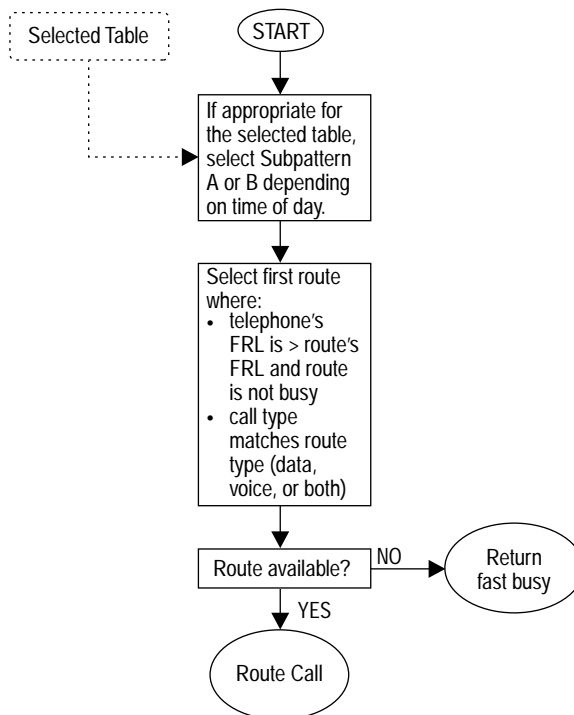 Selected Table
START
If appropriate for
the selected table,
select Subpattern
A or B depending
on time of day.
Select first route
where:
• telephone's
FRL is > route's
FRL and route
is not busy
• call type
matches route
type (data,
voice, or both)
Route available?
NO
Return
fast busy
YES
Route Call